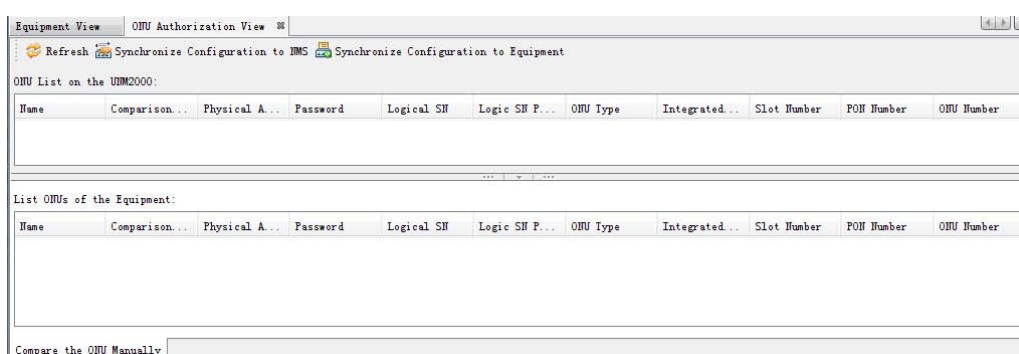 Equipment View ONU Authorization View
Refresh Synchronize Configuration to NMS Synchronize Configuration to Equipment
ONU List on the UNM2000:
Name Comparison... Physical A... Password Logical SN Logic SN P... ONU Type Integrated... Slot Number PON Number ONU Number
List ONUs of the Equipment:
Name Comparison... Physical A... Password Logical SN Logic SN P... ONU Type Integrated... Slot Number PON Number ONU Number
Compare the ONU Manually